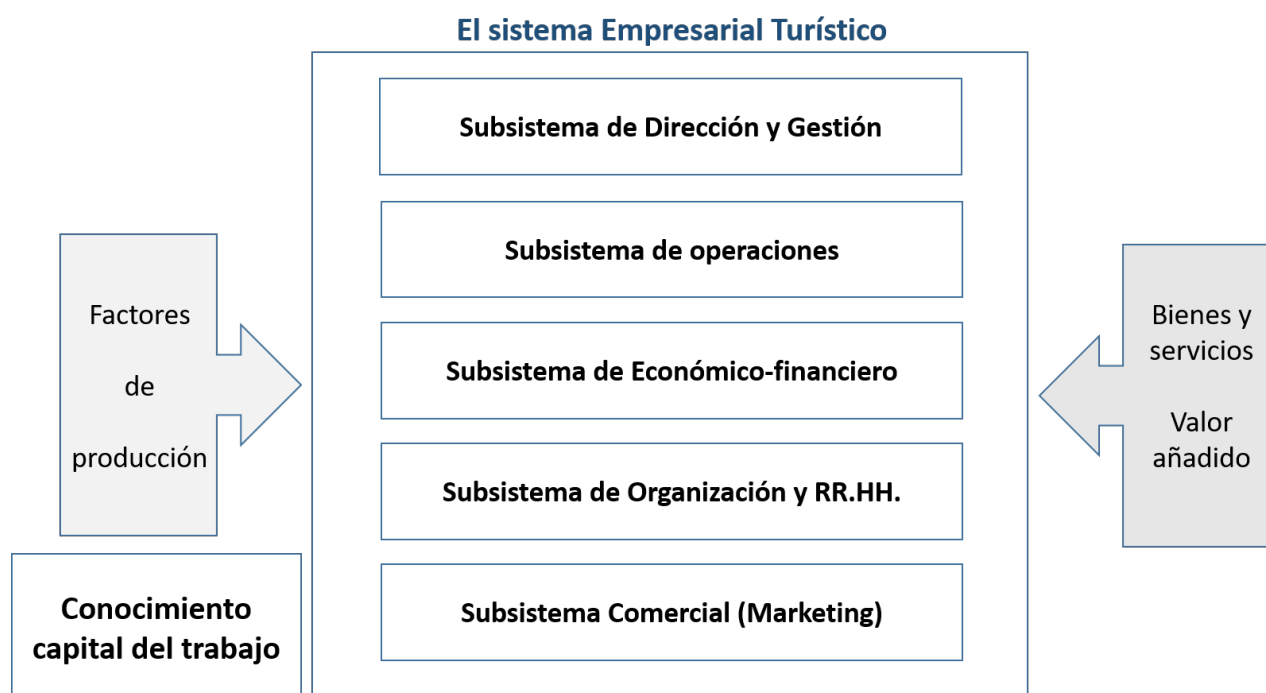 El sistema Empresarial Turístico
Subsistema de Dirección y Gestión
Subsistema de operaciones
Subsistema de Económico-financiero
Subsistema de Organización y RR.HH.
Subsistema Comercial (Marketing)
Factores
de
producción
Conocimiento
capital del trabajo
Bienes y
servicios
Valor
añadido